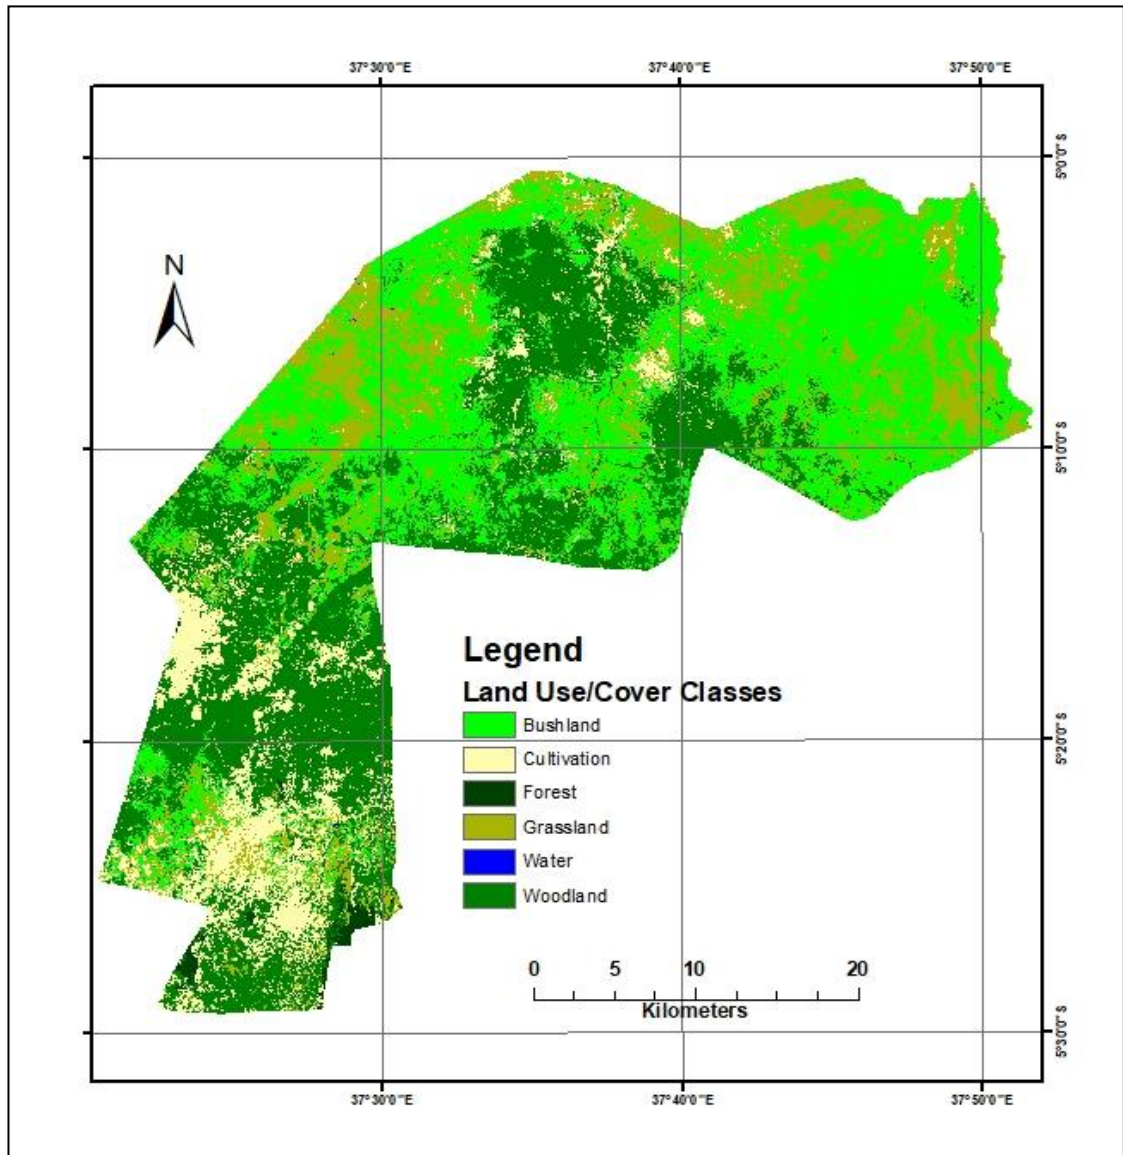 37°30'0"E 37°40'0"E 37°50'0"E
5°0'0"S
N
5°10'0"S
Legend
Land Use/Cover Classes
Bushland
5°20'0"S
Cultivation
Forest
Grassland
Water
Woodland
0 5 10 20
Kilometers
5°30'0"S
37°30'0"E 37°40'0"E 37°50'0"E